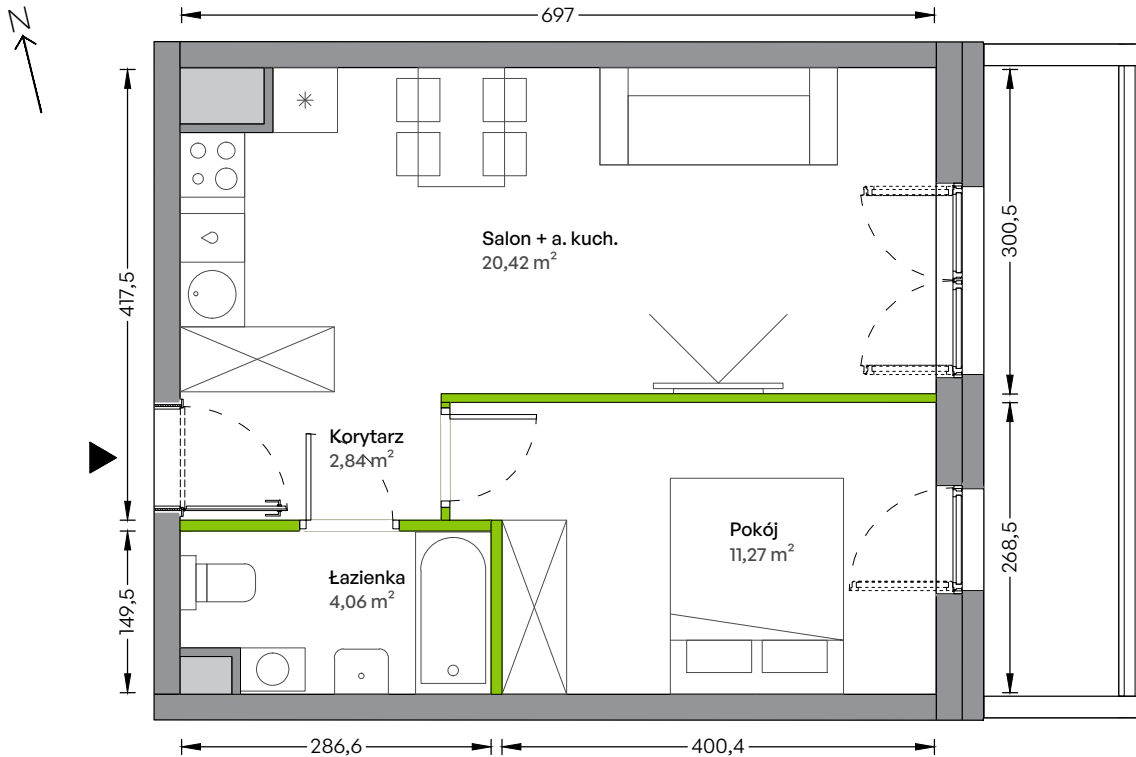 N
697
417,5
300,5
Salon + a. kuch.
20,42 m²
Korytarz
2,84 m²
Pokój
11,27 m²
268,5
Łazienka
4,06 m²
149,5
286,6
400,4